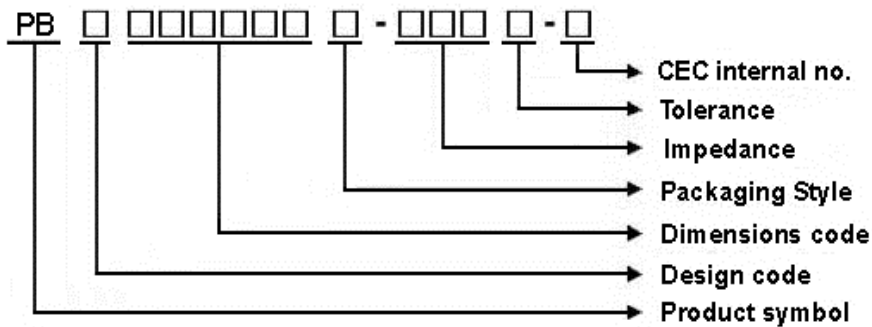 PB □ □□□□□□ □ - □□□ □ - □
CEC internal no.
Tolerance
Impedance
Packaging Style
Dimensions code
Design code
Product symbol